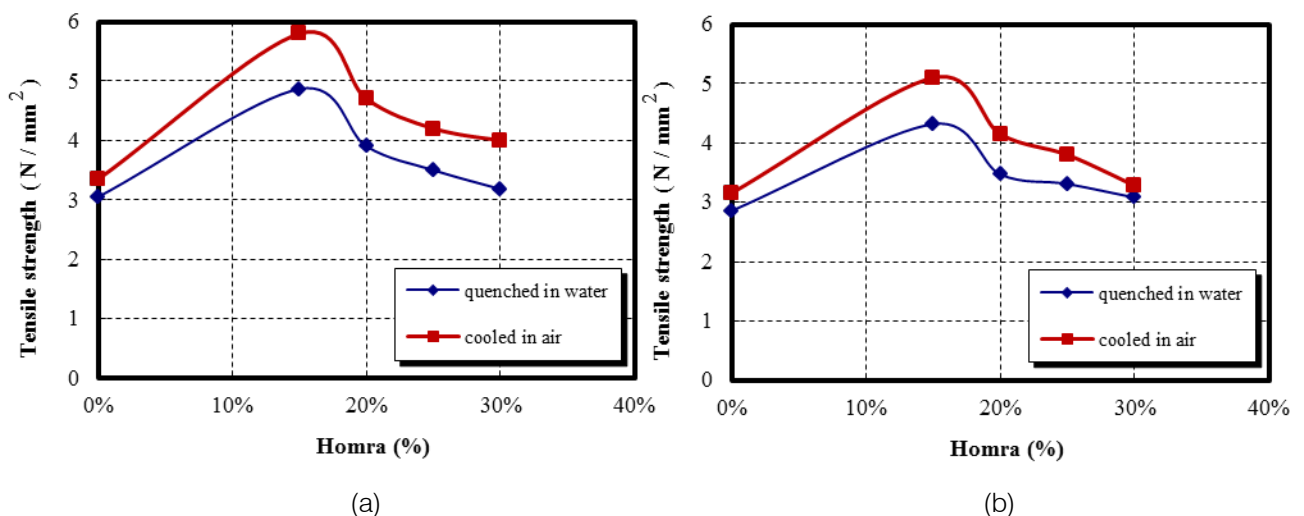 6
5
4
3
2
1
0
Tensile strength ( N / mm 2 )
quenched in water
cooled in air
0% 10% 20% 30% 40%
Homra (%)
(a)
6
5
4
3
2
1
0
Tensile strength ( N / mm 2 )
quenched in water
cooled in air
0% 10% 20% 30% 40%
Homra (%)
(b)